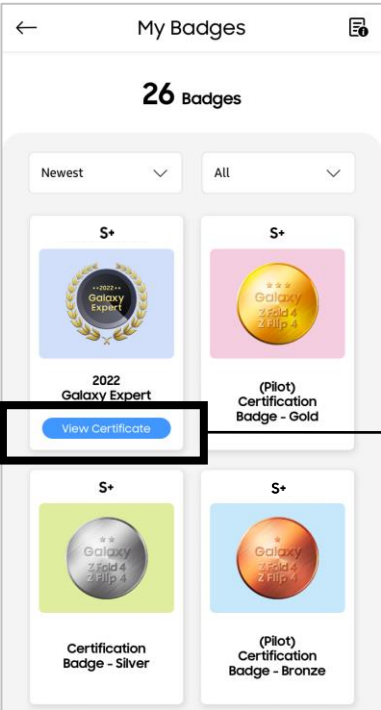 My Badges
26 Badges
Newest
All
S+
S+
★★2022★★
Galaxy
Expert
Galaxy
Z Fold 4
Z Flip 4
2022
Galaxy Expert
(Pilot)
Certification
Badge - Gold
View Certificate
S+
S+
Galaxy
Z Fold 4
Z Flip 4
Galaxy
Z Fold 4
Z Flip 4
Certification
Badge - Silver
(Pilot)
Certification
Badge - Bronze